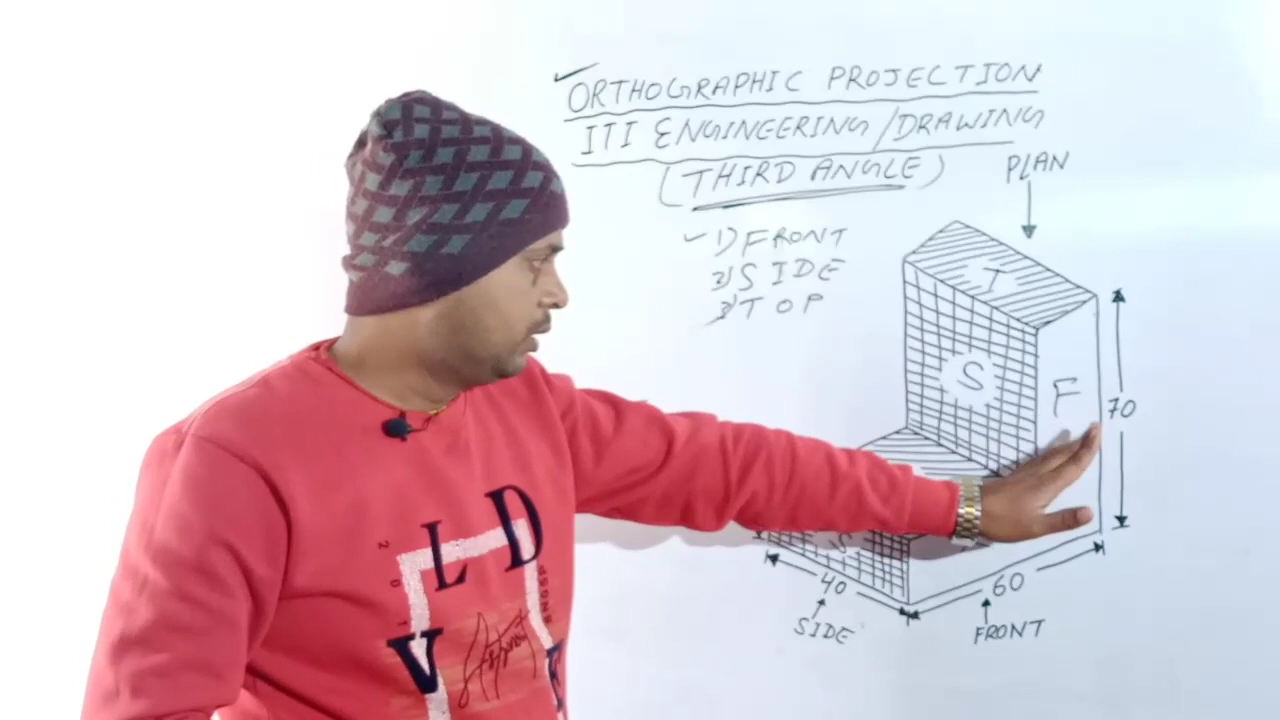 ORTHOGRAPHIC PROJECTION
ITI ENGINEERING/DRAWING
(THIRD ANGLE)
PLAN
1) FRONT
2) SIDE
3) TOP
T
S
F
70
S
40
60
SIDE
FRONT
L D
V E